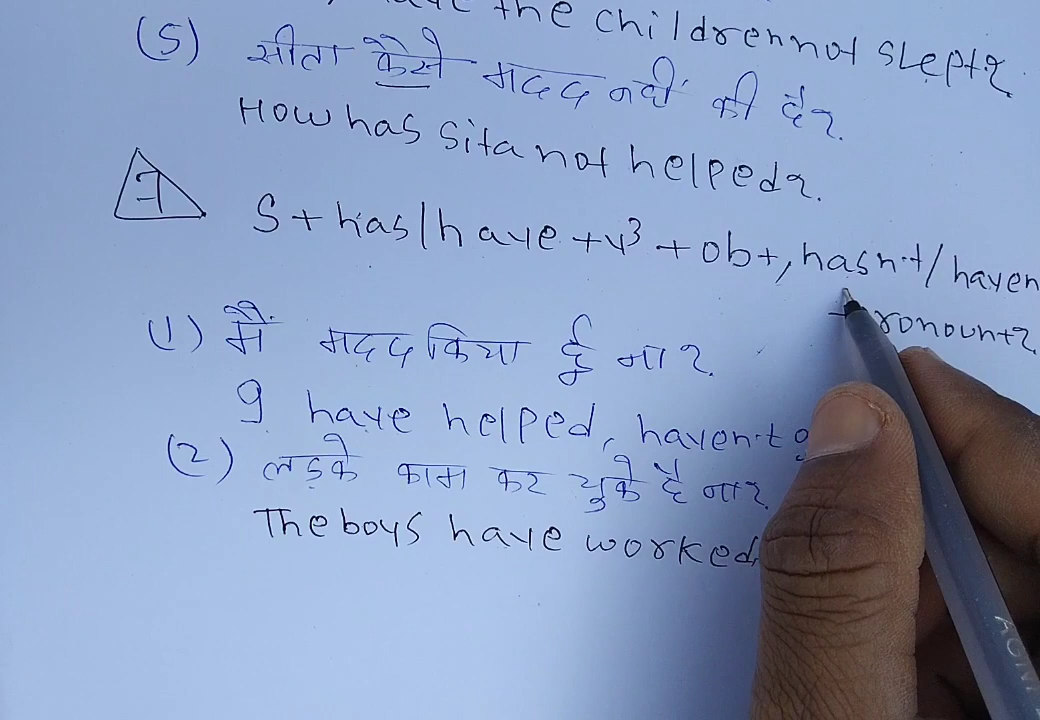 the children not slept?
(5) सीता कैसे मदद नहीं की है?
How has sita not helped?
7 S + has/have + v³ + ob + , hasn't/haven
+ pronoun + ?
(1) मैं मदद किया हूँ ना?
I have helped, haven't
(2) लड़के काम कर चुके है ना?
The boys have worked,